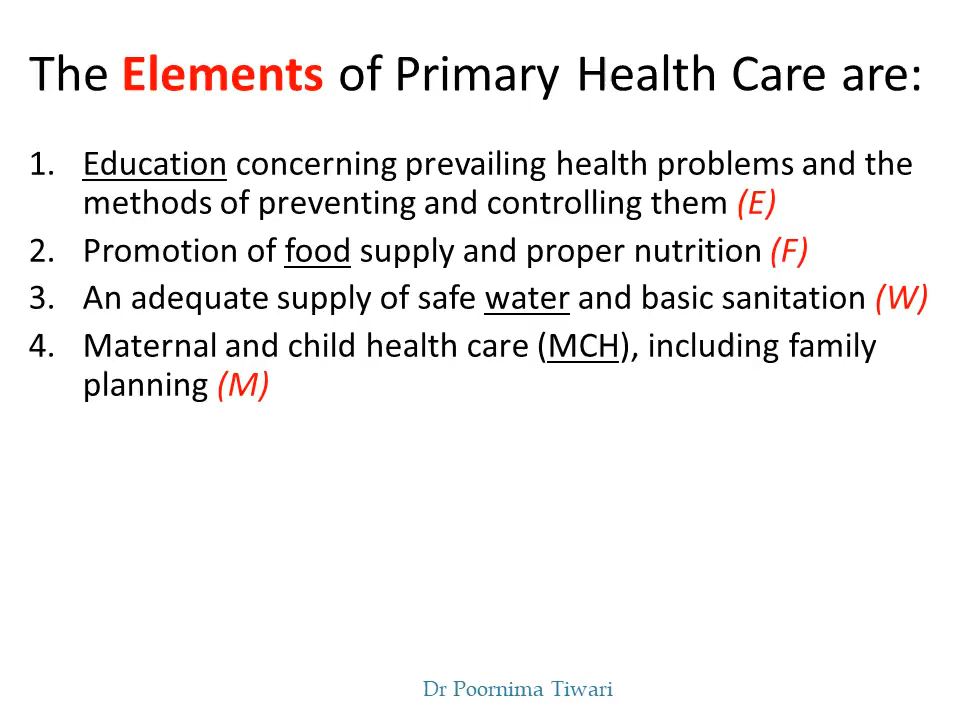 The Elements of Primary Health Care are:
1. Education concerning prevailing health problems and the
methods of preventing and controlling them (E)
2. Promotion of food supply and proper nutrition (F)
3. An adequate supply of safe water and basic sanitation (W)
4. Maternal and child health care (MCH), including family
planning (M)
Dr Poornima Tiwari